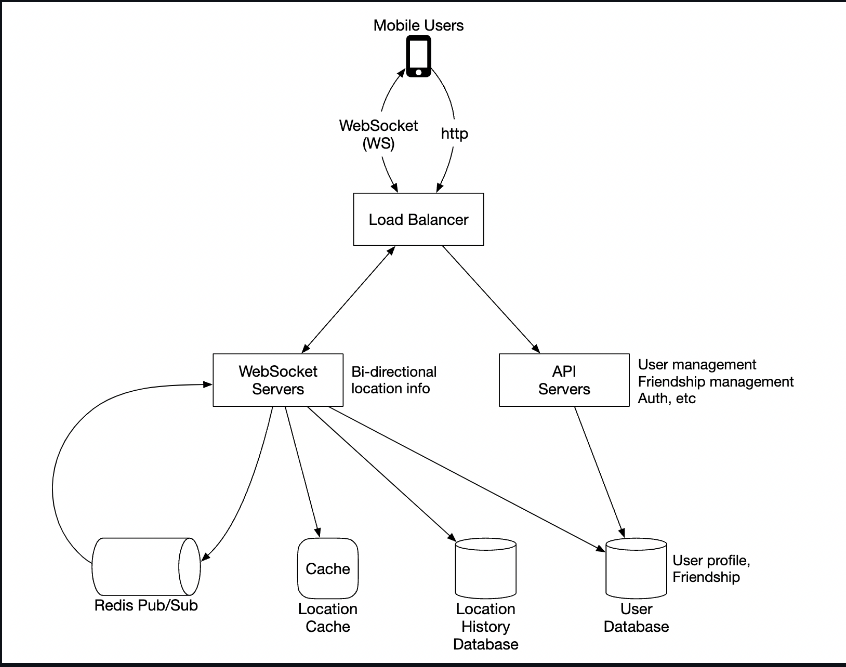 Mobile Users
WebSocket
(WS)
http
Load Balancer
WebSocket
Servers
Bi-directional
location info
API
Servers
User management
Friendship management
Auth, etc
Redis Pub/Sub
Cache
Location
Cache
Location
History
Database
User
Database
User profile,
Friendship